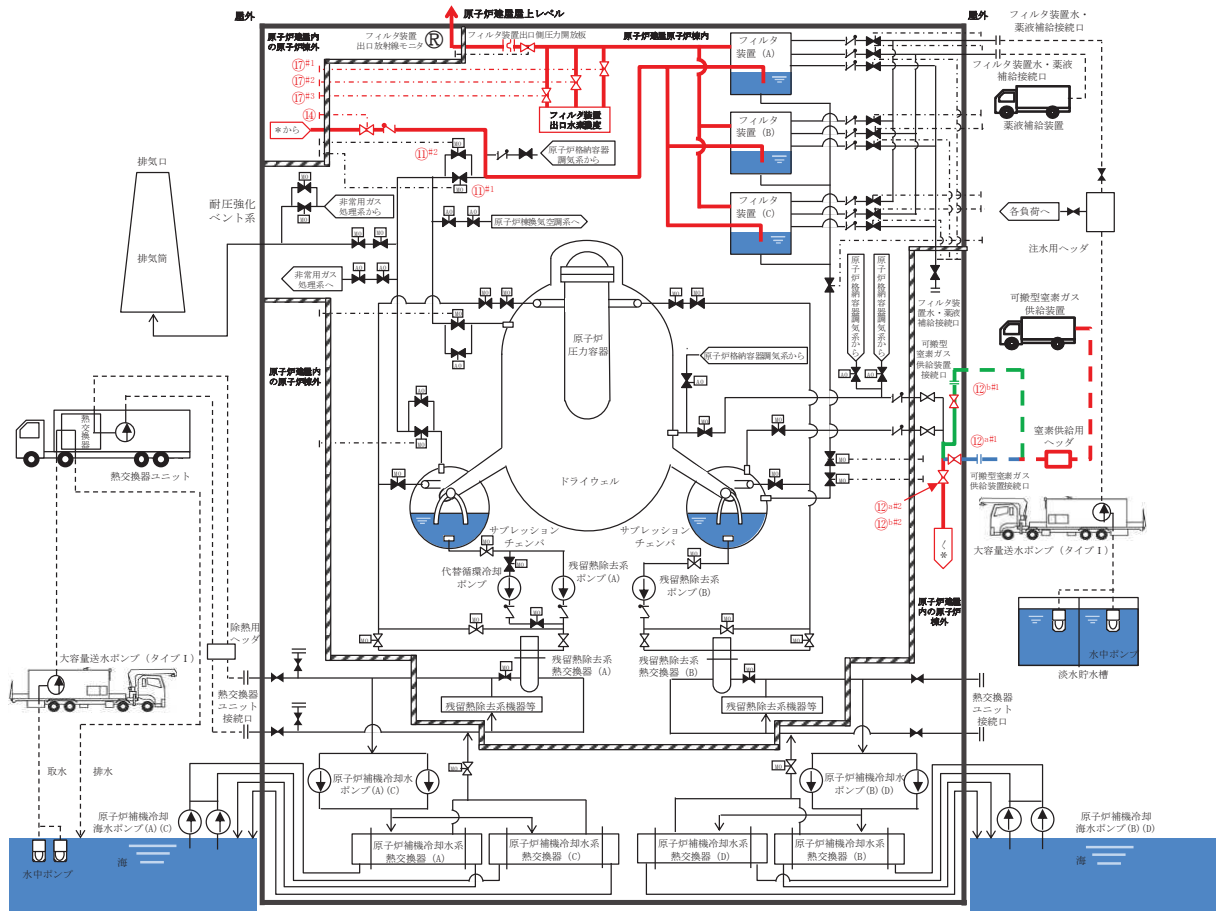 屋外
原子炉建屋屋上レベル
屋外
原子炉建屋内
の原子炉棟外
フィルタ装置
出口放射線モニタ
R
フィルタ装置出口側圧力開放板
原子炉建屋原子炉棟内
フィルタ
装置(A)
フィルタ装置水・
薬液補給接続口
フィルタ装置水・薬液
補給接続口
薬液補給装置
⑰#1
⑰#2
⑰#3
⑭
*から
フィルタ装置
出口水素濃度
フィルタ
装置(B)
⑪#2
原子炉格納容器
調気系から
⑪#1
排気口
耐圧強化
ベント系
非常用ガス
処理系から
原子炉棟換気空調系へ
フィルタ
装置(C)
各負荷へ
注水用ヘッダ
排気筒
非常用ガス
処理系へ
原子炉格納容器
調気系から
原子炉格納容器
調気系から
フィルタ装
置水・薬液
補給接続口
可搬型窒素ガス
供給装置
原子炉
圧力容器
原子炉格納容器調気系から
可搬型
窒素ガス
供給装置
接続口
原子炉建屋内
の原子炉棟外
⑫b#1
熱交換器
熱交換器ユニット
窒素供給用
ヘッダ
⑫a#1
可搬型窒素ガス
供給装置接続口
ドライウェル
⑫a#2
⑫b#2
大容量送水ポンプ(タイプⅠ)
サプレッション
チェンバ
サプレッション
チェンバ
く*
代替循環冷却
ポンプ
残留熱除去系
ポンプ(A)
残留熱除去系
ポンプ(B)
原子炉建屋
内の原子炉
棟外
除熱用
ヘッダ
水中ポンプ
淡水貯水槽
大容量送水ポンプ(タイプⅠ)
残留熱除去系
熱交換器(A)
残留熱除去系
熱交換器(B)
熱交換器
ユニット
接続口
残留熱除去系機器等
残留熱除去系機器等
熱交換器
ユニット
接続口
取水
排水
原子炉補機冷却水
ポンプ(A)(C)
原子炉補機冷却水
ポンプ(B)(D)
原子炉補機冷却
海水ポンプ(A)(C)
原子炉補機冷却
海水ポンプ(B)(D)
原子炉補機冷却水系
熱交換器(A)
原子炉補機冷却水系
熱交換器(C)
原子炉補機冷却水系
熱交換器(D)
原子炉補機冷却水系
熱交換器(B)
海
水中ポンプ
海